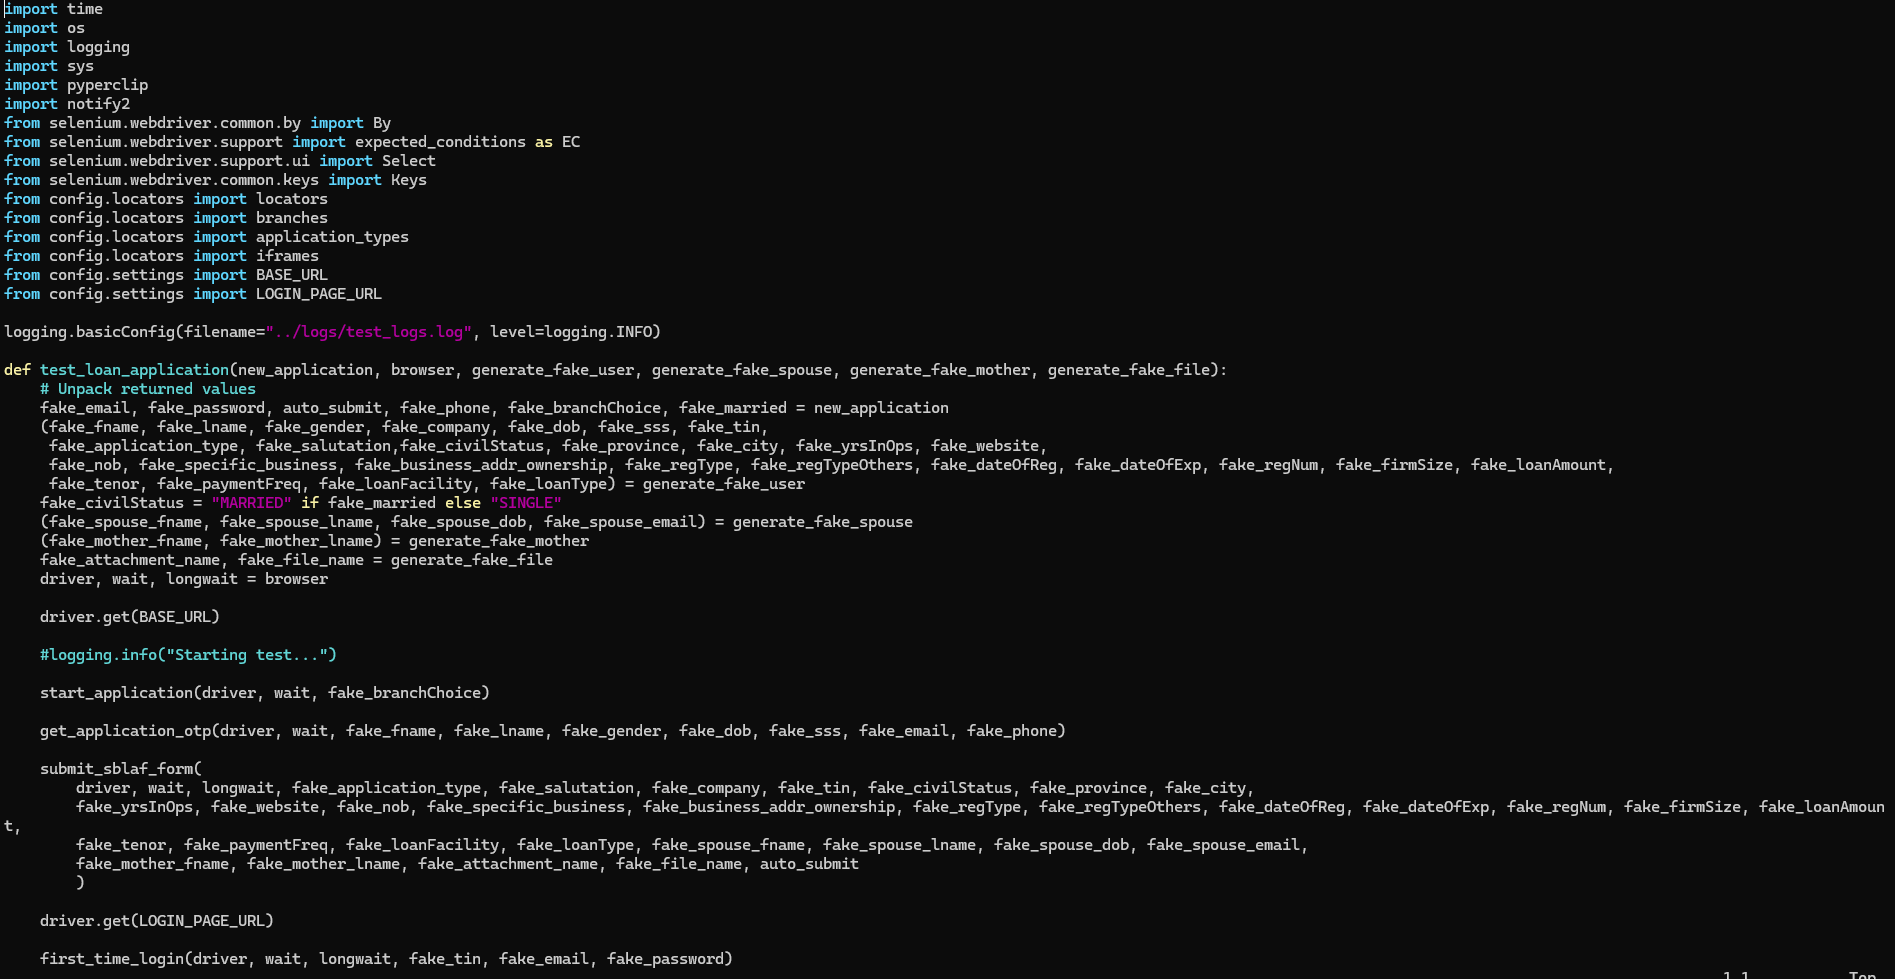 import time
import os
import logging
import sys
import pyperclip
import notify2
from selenium.webdriver.common.by import By
from selenium.webdriver.support import expected_conditions as EC
from selenium.webdriver.support.ui import Select
from selenium.webdriver.common.keys import Keys
from config.locators import locators
from config.locators import branches
from config.locators import application_types
from config.locators import iframes
from config.settings import BASE_URL
from config.settings import LOGIN_PAGE_URL

logging.basicConfig(filename="../logs/test_logs.log", level=logging.INFO)

def test_loan_application(new_application, browser, generate_fake_user, generate_fake_spouse, generate_fake_mother, generate_fake_file):
    # Unpack returned values
    fake_email, fake_password, auto_submit, fake_phone, fake_branchChoice, fake_married = new_application
    (fake_fname, fake_lname, fake_gender, fake_company, fake_dob, fake_sss, fake_tin,
     fake_application_type, fake_salutation,fake_civilStatus, fake_province, fake_city, fake_yrsInOps, fake_website,
     fake_nob, fake_specific_business, fake_business_addr_ownership, fake_regType, fake_regTypeOthers, fake_dateOfReg, fake_dateOfExp, fake_regNum, fake_firmSize, fake_loanAmount,
     fake_tenor, fake_paymentFreq, fake_loanFacility, fake_loanType) = generate_fake_user
    fake_civilStatus = "MARRIED" if fake_married else "SINGLE"
    (fake_spouse_fname, fake_spouse_lname, fake_spouse_dob, fake_spouse_email) = generate_fake_spouse
    (fake_mother_fname, fake_mother_lname) = generate_fake_mother
    fake_attachment_name, fake_file_name = generate_fake_file
    driver, wait, longwait = browser

    driver.get(BASE_URL)

    #logging.info("Starting test...")

    start_application(driver, wait, fake_branchChoice)

    get_application_otp(driver, wait, fake_fname, fake_lname, fake_gender, fake_dob, fake_sss, fake_email, fake_phone)

    submit_sblaf_form(
        driver, wait, longwait, fake_application_type, fake_salutation, fake_company, fake_tin, fake_civilStatus, fake_province, fake_city,
        fake_yrsInOps, fake_website, fake_nob, fake_specific_business, fake_business_addr_ownership, fake_regType, fake_regTypeOthers, fake_dateOfReg, fake_dateOfExp, fake_regNum, fake_firmSize, fake_loanAmoun
t,
        fake_tenor, fake_paymentFreq, fake_loanFacility, fake_loanType, fake_spouse_fname, fake_spouse_lname, fake_spouse_dob, fake_spouse_email,
        fake_mother_fname, fake_mother_lname, fake_attachment_name, fake_file_name, auto_submit
        )

    driver.get(LOGIN_PAGE_URL)

    first_time_login(driver, wait, longwait, fake_tin, fake_email, fake_password)